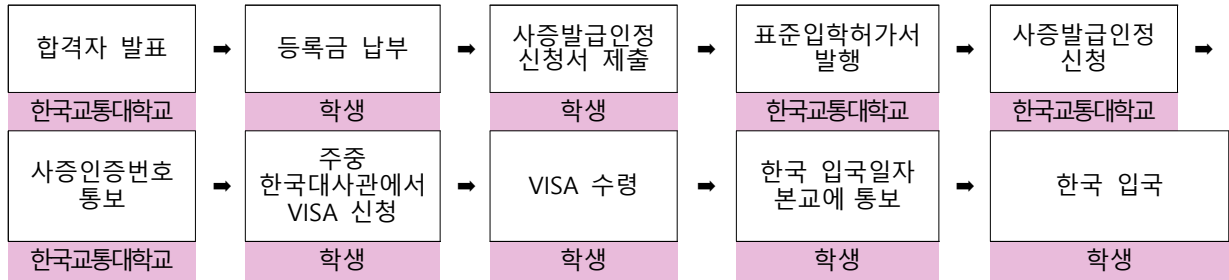 합격자 발표 ➡ 등록금 납부 ➡ 사증발급인정 ➡ 표준입학허가서 ➡ 사증발급인정 ➡
신청서 제출 발행 신청
한국교통대학교 학생 학생 한국교통대학교 한국교통대학교
사증인증번호 ➡ 주중 ➡ VISA 수령 ➡ 한국 입국일자 ➡ 한국 입국
통보 한국대사관에서 본교에 통보
VISA 신청
한국교통대학교 학생 학생 학생 학생